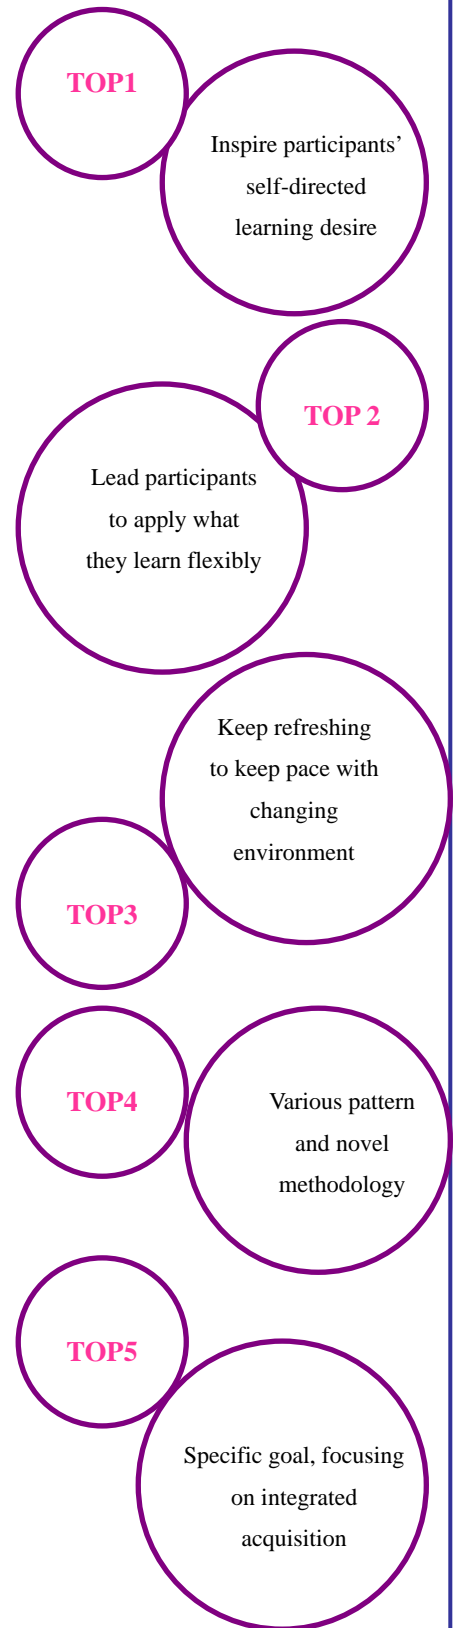 TOP1
Inspire participants’
self-directed
learning desire
TOP 2
Lead participants
to apply what
they learn flexibly
Keep refreshing
to keep pace with
changing
environment
TOP3
TOP4
Various pattern
and novel
methodology
TOP5
Specific goal, focusing
on integrated
acquisition